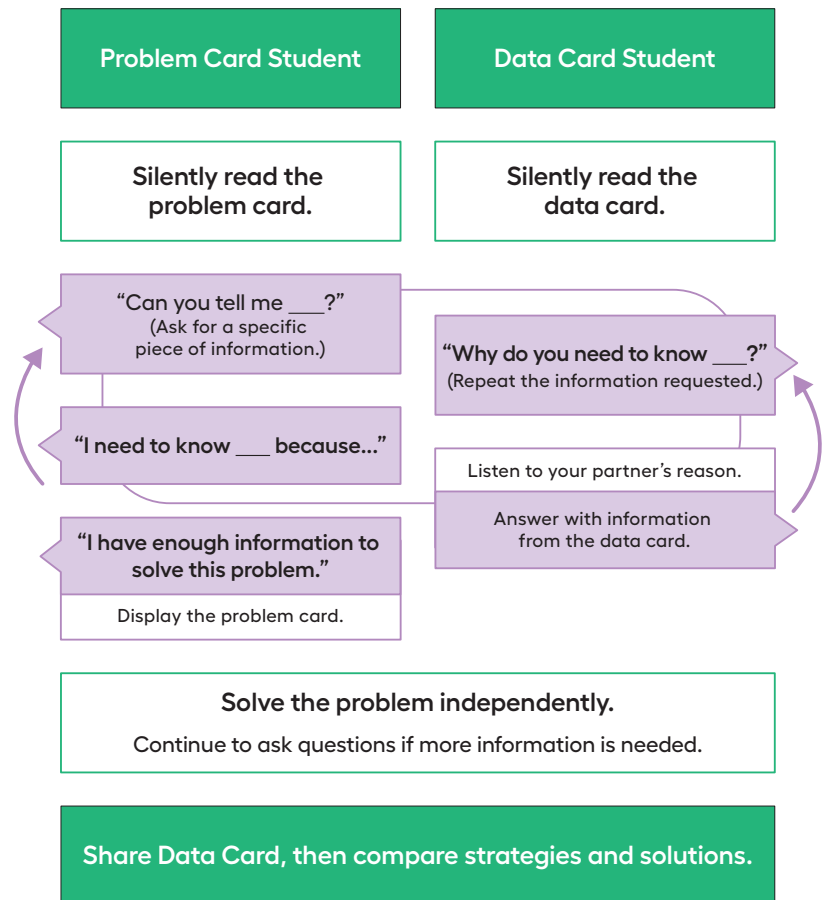 Problem Card Student
Data Card Student
Silently read the
problem card.
Silently read the
data card.
“Can you tell me ___?”
(Ask for a specific
piece of information.)
“Why do you need to know ___?”
(Repeat the information requested.)
“I need to know ___ because...”
Listen to your partner’s reason.
Answer with information
from the data card.
“I have enough information to
solve this problem.”
Display the problem card.
Solve the problem independently.
Continue to ask questions if more information is needed.
Share Data Card, then compare strategies and solutions.